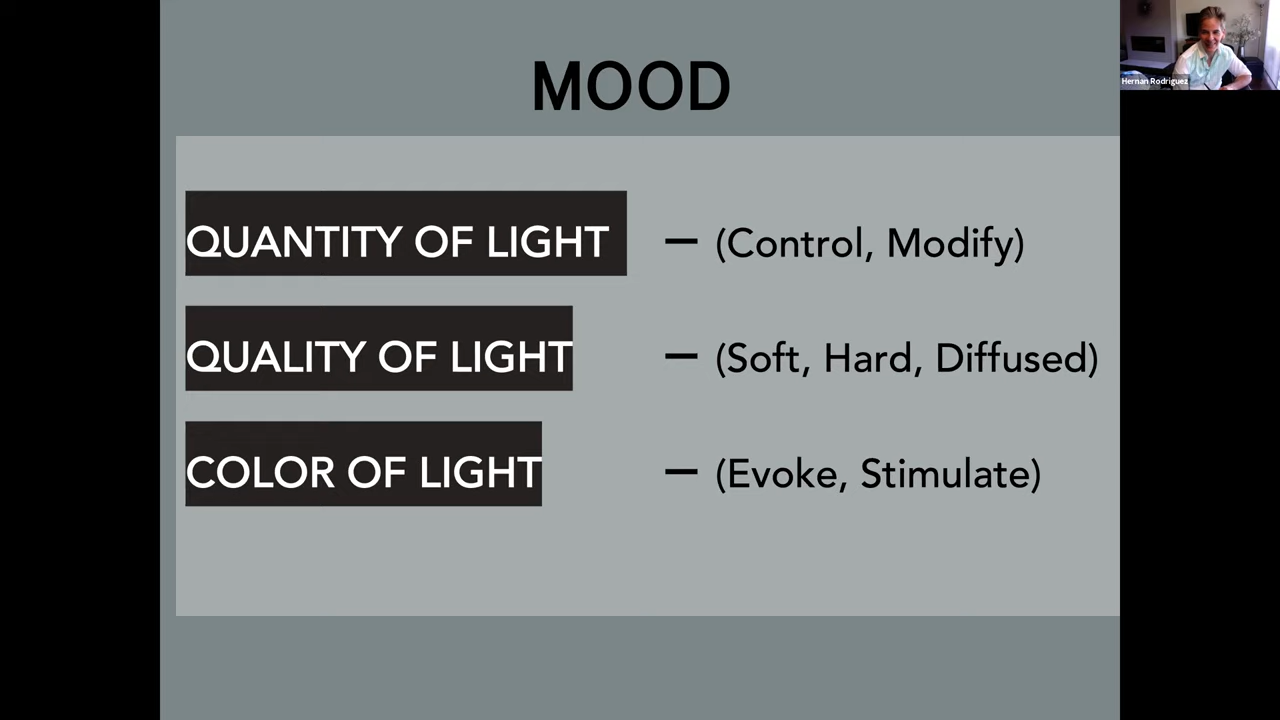 MOOD
QUANTITY OF LIGHT — (Control, Modify)
QUALITY OF LIGHT — (Soft, Hard, Diffused)
COLOR OF LIGHT — (Evoke, Stimulate)
Hernan Rodriguez